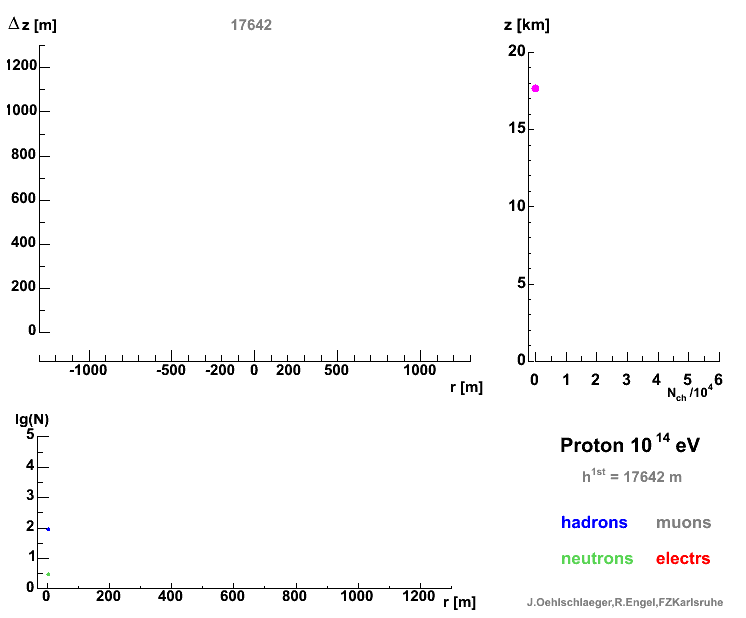 Δ z [m]
17642
1200
1000
800
600
400
200
0
-1000 -500 -200 0 200 500 1000
r [m]
z [km]
20
15
10
5
0
0 1 2 3 4 5 6
N_ch /10^4
lg(N)
5
4
3
2
1
0
0 200 400 600 800 1000 1200
r [m]
Proton 10^14 eV
h^1st = 17642 m
hadrons muons
neutrons electrs
J.Oehlschlaeger,R.Engel,FZKarlsruhe